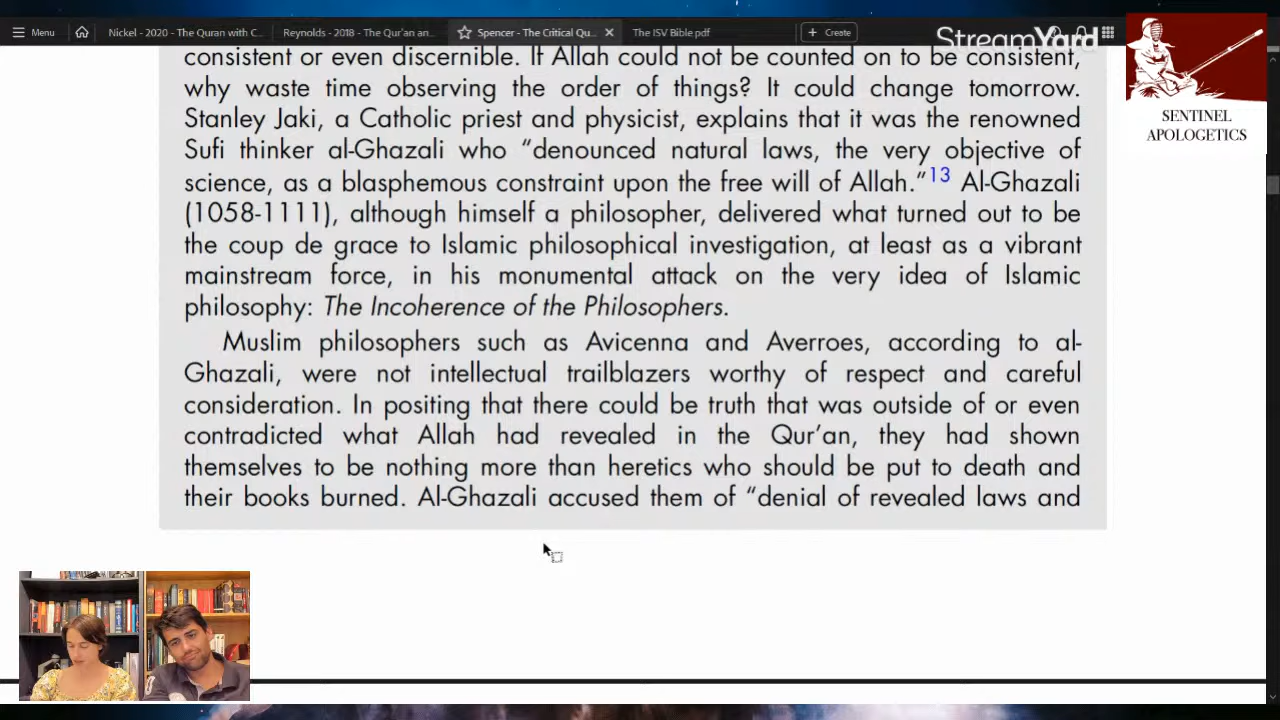 Menu
Nickel - 2020 - The Quran with C...
Reynolds - 2018 - The Qur'an an...
Spencer - The Critical Qu...
The ISV Bible.pdf
Create
StreamYard
SENTINEL
APOLOGETICS
consistent or even discernible. If Allah could not be counted on to be consistent,
why waste time observing the order of things? It could change tomorrow.
Stanley Jaki, a Catholic priest and physicist, explains that it was the renowned
Sufi thinker al-Ghazali who “denounced natural laws, the very objective of
science, as a blasphemous constraint upon the free will of Allah.”13 Al-Ghazali
(1058-1111), although himself a philosopher, delivered what turned out to be
the coup de grace to Islamic philosophical investigation, at least as a vibrant
mainstream force, in his monumental attack on the very idea of Islamic
philosophy: The Incoherence of the Philosophers.
Muslim philosophers such as Avicenna and Averroes, according to al-
Ghazali, were not intellectual trailblazers worthy of respect and careful
consideration. In positing that there could be truth that was outside of or even
contradicted what Allah had revealed in the Qur’an, they had shown
themselves to be nothing more than heretics who should be put to death and
their books burned. Al-Ghazali accused them of “denial of revealed laws and